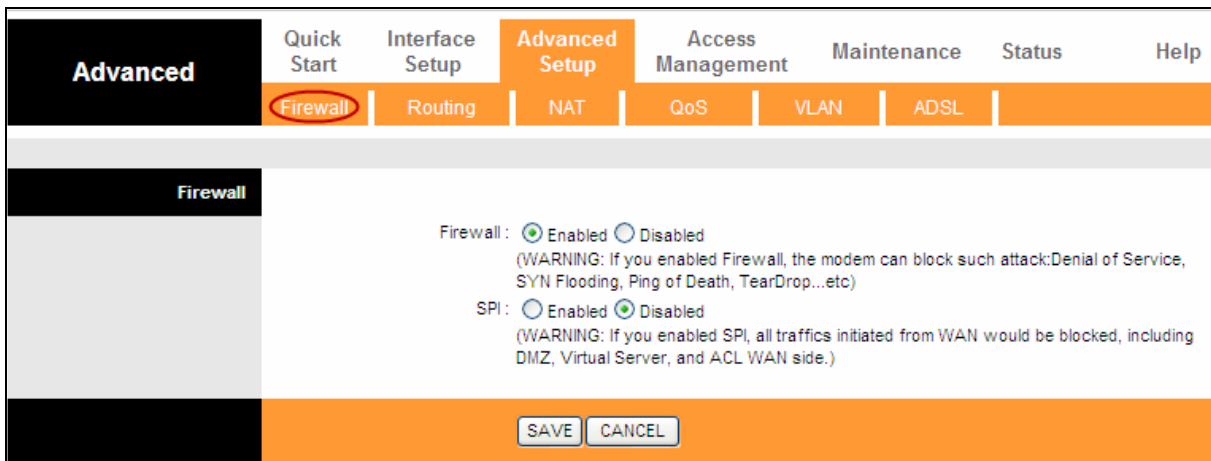 Advanced
Quick Start
Interface Setup
Advanced Setup
Access Management
Maintenance
Status
Help
Firewall
Routing
NAT
QoS
VLAN
ADSL
Firewall
Firewall : Enabled Disabled
(WARNING: If you enabled Firewall, the modem can block such attack:Denial of Service,
SYN Flooding, Ping of Death, TearDrop...etc)
SPI : Enabled Disabled
(WARNING: If you enabled SPI, all traffics initiated from WAN would be blocked, including
DMZ, Virtual Server, and ACL WAN side.)
SAVE CANCEL